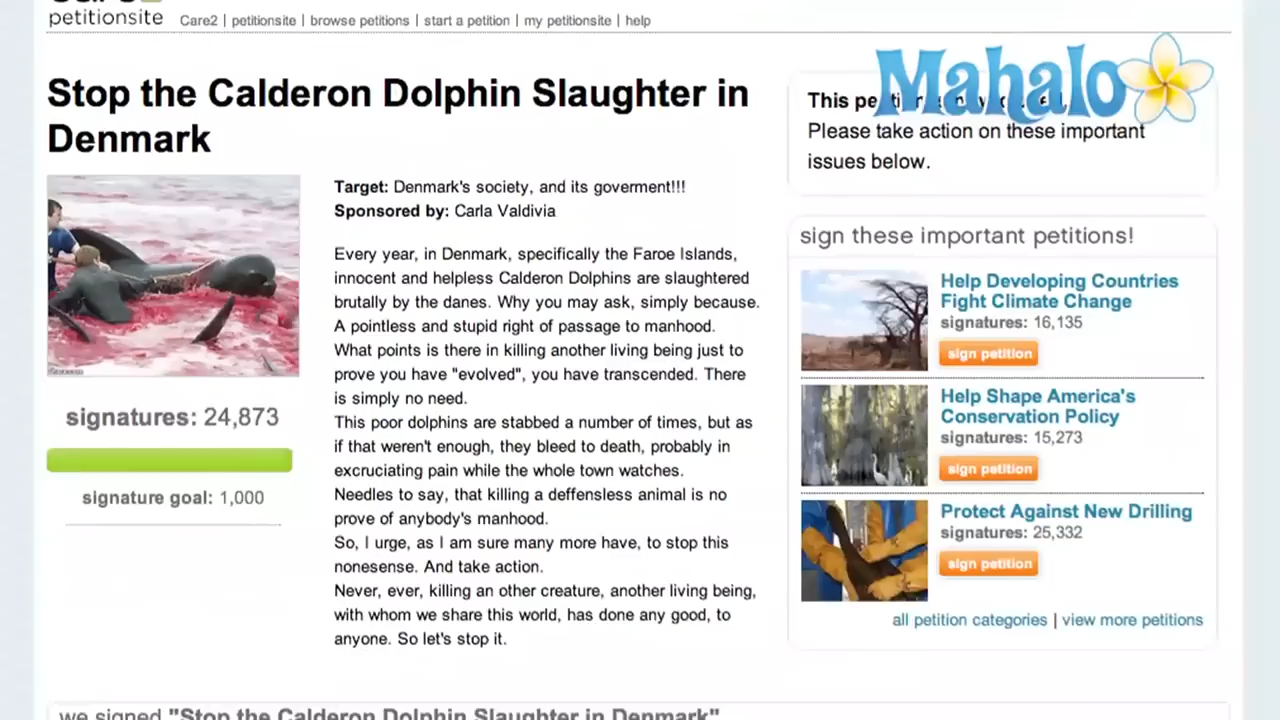 petitionsite Care2 | petitionsite | browse petitions | start a petition | my petitionsite | help
Stop the Calderon Dolphin Slaughter in
Denmark
signatures: 24,873
signature goal: 1,000
Target: Denmark's society, and its goverment!!!
Sponsored by: Carla Valdivia
Every year, in Denmark, specifically the Faroe Islands,
innocent and helpless Calderon Dolphins are slaughtered
brutally by the danes. Why you may ask, simply because.
A pointless and stupid right of passage to manhood.
What points is there in killing another living being just to
prove you have "evolved", you have transcended. There
is simply no need.
This poor dolphins are stabbed a number of times, but as
if that weren't enough, they bleed to death, probably in
excruciating pain while the whole town watches.
Needles to say, that killing a deffensless animal is no
prove of anybody's manhood.
So, I urge, as I am sure many more have, to stop this
nonesense. And take action.
Never, ever, killing an other creature, another living being,
with whom we share this world, has done any good, to
anyone. So let's stop it.
Mahalo
This
Please take action on these important
issues below.
sign these important petitions!
Help Developing Countries
Fight Climate Change
signatures: 16,135
sign petition
Help Shape America's
Conservation Policy
signatures: 15,273
sign petition
Protect Against New Drilling
signatures: 25,332
sign petition
all petition categories | view more petitions
we signed "Stop the Calderon Dolphin Slaughter in Denmark"